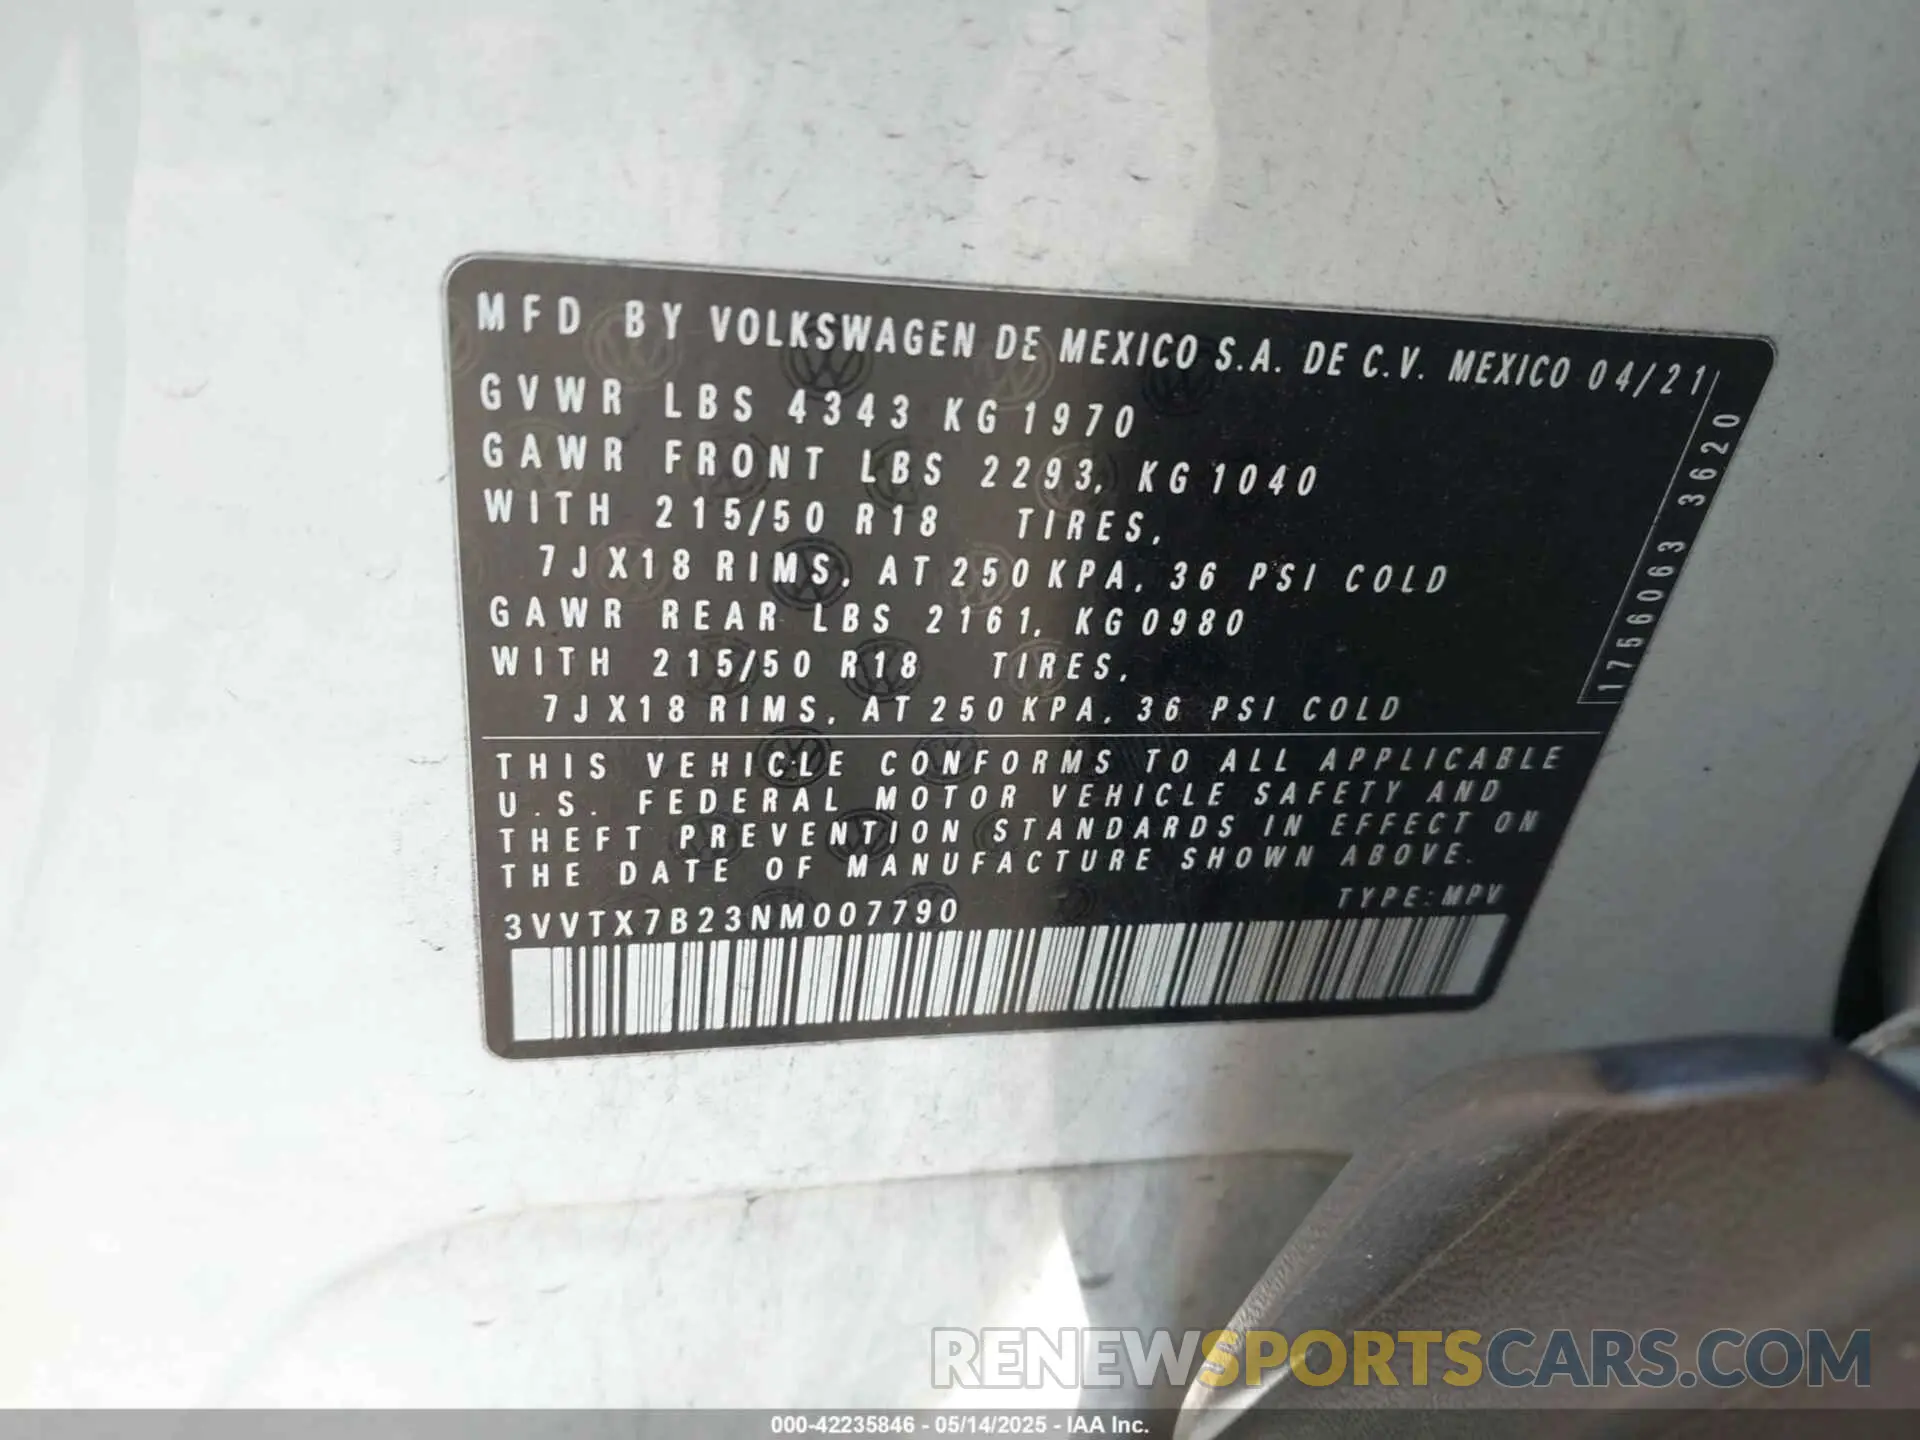 MFD BY VOLKSWAGEN DE MEXICO S.A. DE C.V. MEXICO 04/21
GVWR LBS 4343 KG 1970
GAWR FRONT LBS 2293, KG 1040
WITH 215/50 R18 TIRES,
7JX18 RIMS, AT 250 KPA, 36 PSI COLD
GAWR REAR LBS 2161, KG 0980
WITH 215/50 R18 TIRES,
7JX18 RIMS, AT 250 KPA, 36 PSI COLD
1756063 3620
THIS VEHICLE CONFORMS TO ALL APPLICABLE
U.S. FEDERAL MOTOR VEHICLE SAFETY AND
THEFT PREVENTION STANDARDS IN EFFECT ON
THE DATE OF MANUFACTURE SHOWN ABOVE.
TYPE: MPV
3VVTX7B23NM007790
RENEWSPORTSCARS.COM
000-42235846 - 05/14/2025 - IAA Inc.